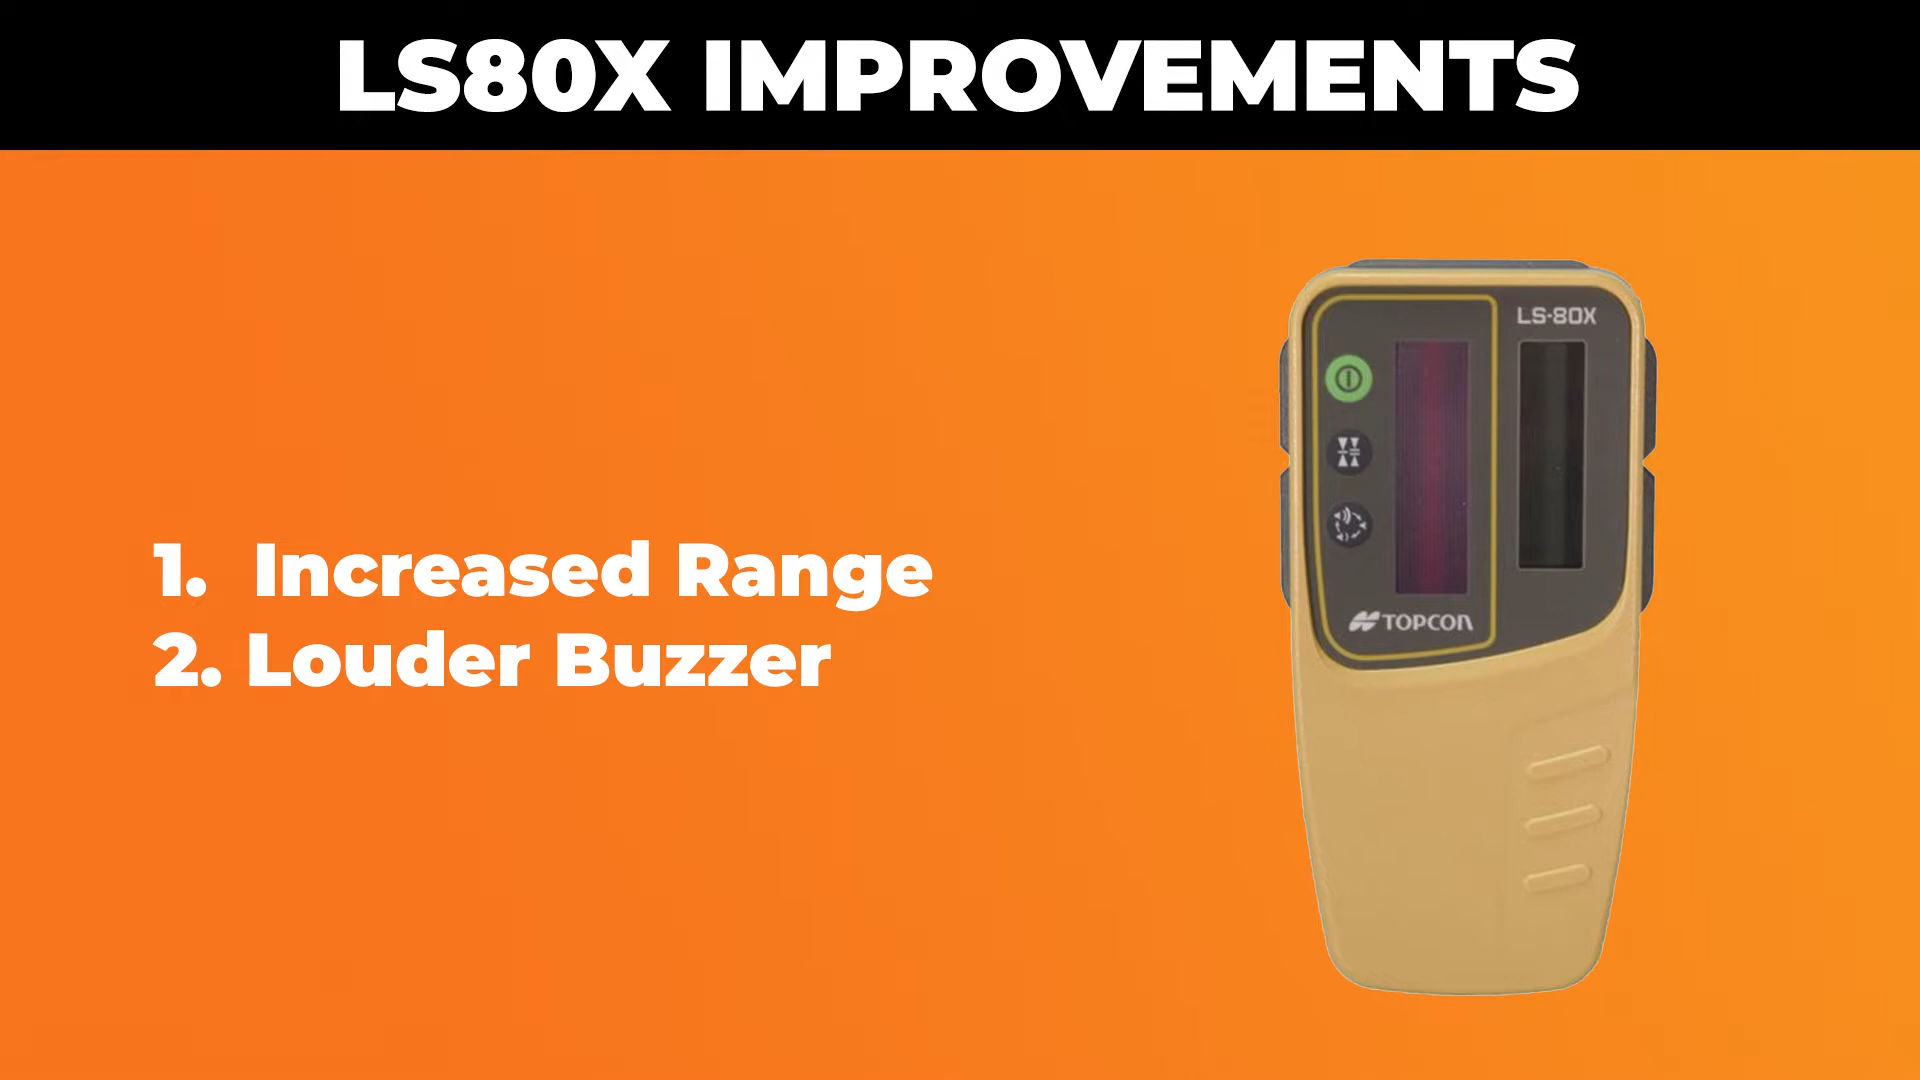 LS80X IMPROVEMENTS
LS-80X
1. Increased Range
2. Louder Buzzer
TOPCON